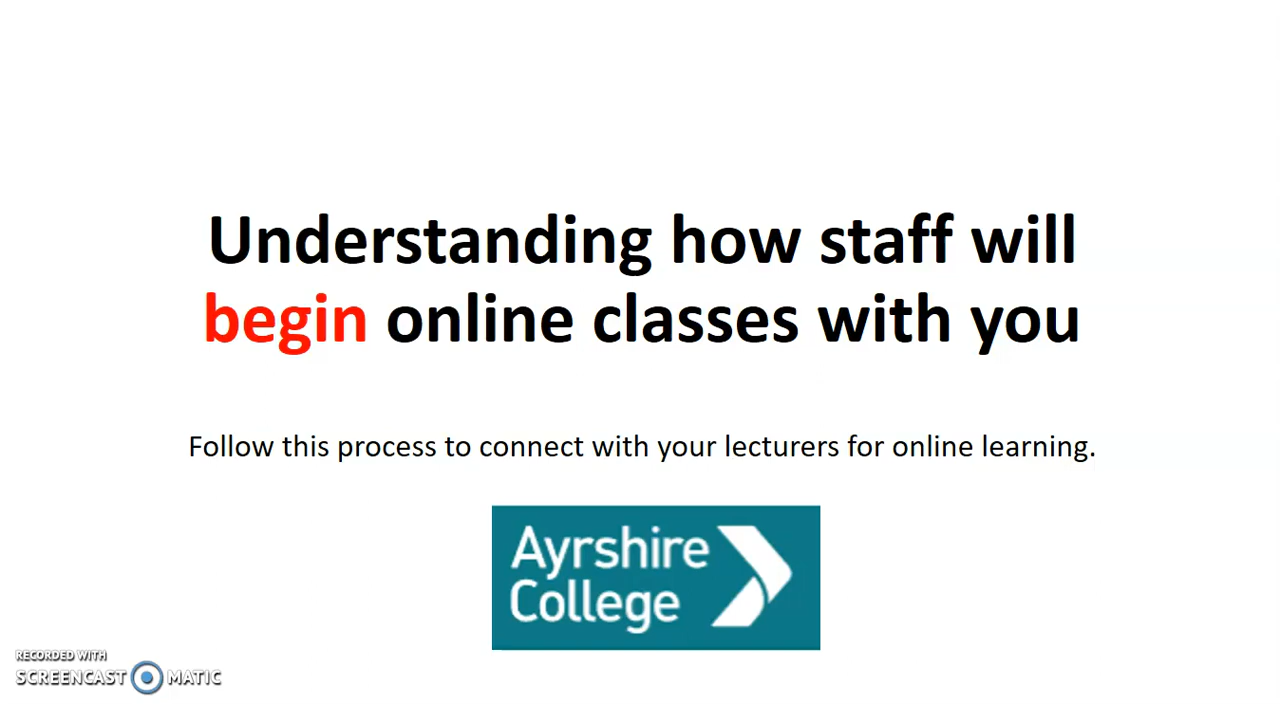 Understanding how staff will
begin online classes with you
Follow this process to connect with your lecturers for online learning.
Ayrshire
College
RECORDED WITH
SCREENCAST MATIC